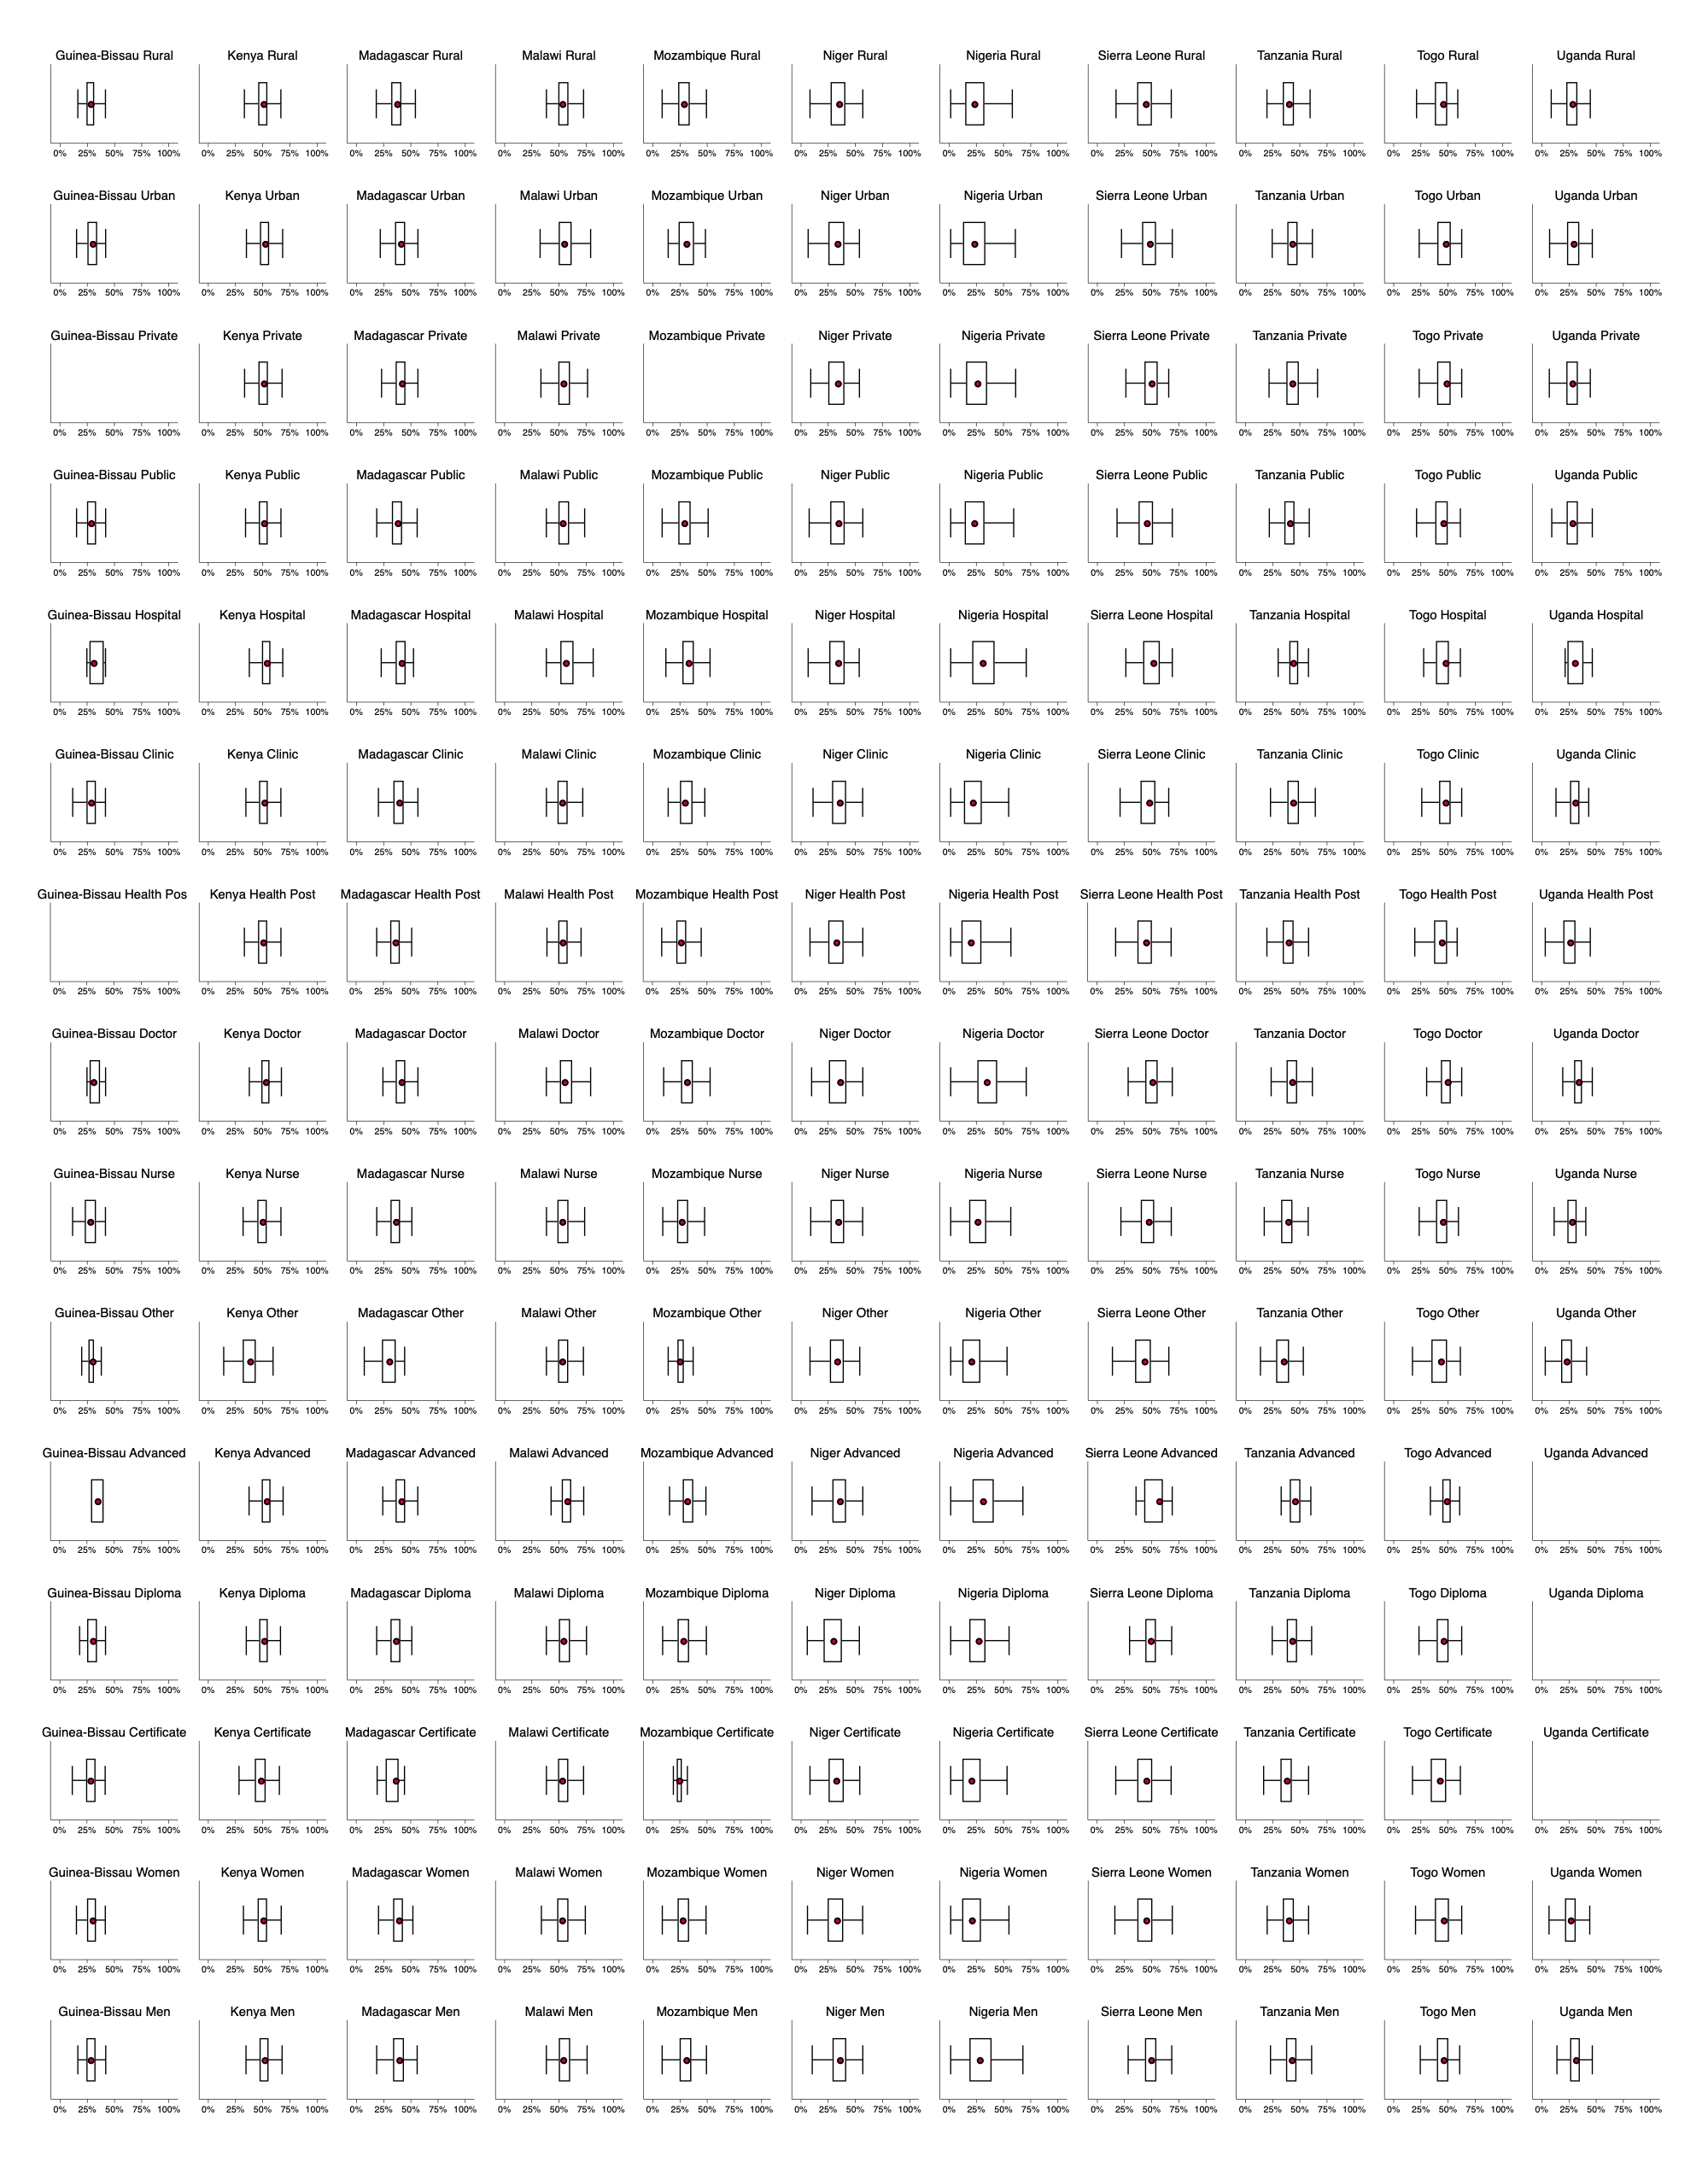 Guinea-Bissau Rural Kenya Rural Madagascar Rural Malawi Rural Mozambique Rural Niger Rural Nigeria Rural Sierra Leone Rural Tanzania Rural Togo Rural Uganda Rural
0% 25% 50% 75% 100% 0% 25% 50% 75% 100% 0% 25% 50% 75% 100% 0% 25% 50% 75% 100% 0% 25% 50% 75% 100% 0% 25% 50% 75% 100% 0% 25% 50% 75% 100% 0% 25% 50% 75% 100% 0% 25% 50% 75% 100% 0% 25% 50% 75% 100% 0% 25% 50% 75% 100%
Guinea-Bissau Urban Kenya Urban Madagascar Urban Malawi Urban Mozambique Urban Niger Urban Nigeria Urban Sierra Leone Urban Tanzania Urban Togo Urban Uganda Urban
0% 25% 50% 75% 100% 0% 25% 50% 75% 100% 0% 25% 50% 75% 100% 0% 25% 50% 75% 100% 0% 25% 50% 75% 100% 0% 25% 50% 75% 100% 0% 25% 50% 75% 100% 0% 25% 50% 75% 100% 0% 25% 50% 75% 100% 0% 25% 50% 75% 100% 0% 25% 50% 75% 100%
Guinea-Bissau Private Kenya Private Madagascar Private Malawi Private Mozambique Private Niger Private Nigeria Private Sierra Leone Private Tanzania Private Togo Private Uganda Private
0% 25% 50% 75% 100% 0% 25% 50% 75% 100% 0% 25% 50% 75% 100% 0% 25% 50% 75% 100% 0% 25% 50% 75% 100% 0% 25% 50% 75% 100% 0% 25% 50% 75% 100% 0% 25% 50% 75% 100% 0% 25% 50% 75% 100% 0% 25% 50% 75% 100% 0% 25% 50% 75% 100%
Guinea-Bissau Public Kenya Public Madagascar Public Malawi Public Mozambique Public Niger Public Nigeria Public Sierra Leone Public Tanzania Public Togo Public Uganda Public
0% 25% 50% 75% 100% 0% 25% 50% 75% 100% 0% 25% 50% 75% 100% 0% 25% 50% 75% 100% 0% 25% 50% 75% 100% 0% 25% 50% 75% 100% 0% 25% 50% 75% 100% 0% 25% 50% 75% 100% 0% 25% 50% 75% 100% 0% 25% 50% 75% 100% 0% 25% 50% 75% 100%
Guinea-Bissau Hospital Kenya Hospital Madagascar Hospital Malawi Hospital Mozambique Hospital Niger Hospital Nigeria Hospital Sierra Leone Hospital Tanzania Hospital Togo Hospital Uganda Hospital
0% 25% 50% 75% 100% 0% 25% 50% 75% 100% 0% 25% 50% 75% 100% 0% 25% 50% 75% 100% 0% 25% 50% 75% 100% 0% 25% 50% 75% 100% 0% 25% 50% 75% 100% 0% 25% 50% 75% 100% 0% 25% 50% 75% 100% 0% 25% 50% 75% 100% 0% 25% 50% 75% 100%
Guinea-Bissau Clinic Kenya Clinic Madagascar Clinic Malawi Clinic Mozambique Clinic Niger Clinic Nigeria Clinic Sierra Leone Clinic Tanzania Clinic Togo Clinic Uganda Clinic
0% 25% 50% 75% 100% 0% 25% 50% 75% 100% 0% 25% 50% 75% 100% 0% 25% 50% 75% 100% 0% 25% 50% 75% 100% 0% 25% 50% 75% 100% 0% 25% 50% 75% 100% 0% 25% 50% 75% 100% 0% 25% 50% 75% 100% 0% 25% 50% 75% 100% 0% 25% 50% 75% 100%
Guinea-Bissau Health Pos Kenya Health Post Madagascar Health Post Malawi Health Post Mozambique Health Post Niger Health Post Nigeria Health Post Sierra Leone Health Post Tanzania Health Post Togo Health Post Uganda Health Post
0% 25% 50% 75% 100% 0% 25% 50% 75% 100% 0% 25% 50% 75% 100% 0% 25% 50% 75% 100% 0% 25% 50% 75% 100% 0% 25% 50% 75% 100% 0% 25% 50% 75% 100% 0% 25% 50% 75% 100% 0% 25% 50% 75% 100% 0% 25% 50% 75% 100% 0% 25% 50% 75% 100%
Guinea-Bissau Doctor Kenya Doctor Madagascar Doctor Malawi Doctor Mozambique Doctor Niger Doctor Nigeria Doctor Sierra Leone Doctor Tanzania Doctor Togo Doctor Uganda Doctor
0% 25% 50% 75% 100% 0% 25% 50% 75% 100% 0% 25% 50% 75% 100% 0% 25% 50% 75% 100% 0% 25% 50% 75% 100% 0% 25% 50% 75% 100% 0% 25% 50% 75% 100% 0% 25% 50% 75% 100% 0% 25% 50% 75% 100% 0% 25% 50% 75% 100% 0% 25% 50% 75% 100%
Guinea-Bissau Nurse Kenya Nurse Madagascar Nurse Malawi Nurse Mozambique Nurse Niger Nurse Nigeria Nurse Sierra Leone Nurse Tanzania Nurse Togo Nurse Uganda Nurse
0% 25% 50% 75% 100% 0% 25% 50% 75% 100% 0% 25% 50% 75% 100% 0% 25% 50% 75% 100% 0% 25% 50% 75% 100% 0% 25% 50% 75% 100% 0% 25% 50% 75% 100% 0% 25% 50% 75% 100% 0% 25% 50% 75% 100% 0% 25% 50% 75% 100% 0% 25% 50% 75% 100%
Guinea-Bissau Other Kenya Other Madagascar Other Malawi Other Mozambique Other Niger Other Nigeria Other Sierra Leone Other Tanzania Other Togo Other Uganda Other
0% 25% 50% 75% 100% 0% 25% 50% 75% 100% 0% 25% 50% 75% 100% 0% 25% 50% 75% 100% 0% 25% 50% 75% 100% 0% 25% 50% 75% 100% 0% 25% 50% 75% 100% 0% 25% 50% 75% 100% 0% 25% 50% 75% 100% 0% 25% 50% 75% 100% 0% 25% 50% 75% 100%
Guinea-Bissau Advanced Kenya Advanced Madagascar Advanced Malawi Advanced Mozambique Advanced Niger Advanced Nigeria Advanced Sierra Leone Advanced Tanzania Advanced Togo Advanced Uganda Advanced
0% 25% 50% 75% 100% 0% 25% 50% 75% 100% 0% 25% 50% 75% 100% 0% 25% 50% 75% 100% 0% 25% 50% 75% 100% 0% 25% 50% 75% 100% 0% 25% 50% 75% 100% 0% 25% 50% 75% 100% 0% 25% 50% 75% 100% 0% 25% 50% 75% 100% 0% 25% 50% 75% 100%
Guinea-Bissau Diploma Kenya Diploma Madagascar Diploma Malawi Diploma Mozambique Diploma Niger Diploma Nigeria Diploma Sierra Leone Diploma Tanzania Diploma Togo Diploma Uganda Diploma
0% 25% 50% 75% 100% 0% 25% 50% 75% 100% 0% 25% 50% 75% 100% 0% 25% 50% 75% 100% 0% 25% 50% 75% 100% 0% 25% 50% 75% 100% 0% 25% 50% 75% 100% 0% 25% 50% 75% 100% 0% 25% 50% 75% 100% 0% 25% 50% 75% 100% 0% 25% 50% 75% 100%
Guinea-Bissau Certificate Kenya Certificate Madagascar Certificate Malawi Certificate Mozambique Certificate Niger Certificate Nigeria Certificate Sierra Leone Certificate Tanzania Certificate Togo Certificate Uganda Certificate
0% 25% 50% 75% 100% 0% 25% 50% 75% 100% 0% 25% 50% 75% 100% 0% 25% 50% 75% 100% 0% 25% 50% 75% 100% 0% 25% 50% 75% 100% 0% 25% 50% 75% 100% 0% 25% 50% 75% 100% 0% 25% 50% 75% 100% 0% 25% 50% 75% 100% 0% 25% 50% 75% 100%
Guinea-Bissau Women Kenya Women Madagascar Women Malawi Women Mozambique Women Niger Women Nigeria Women Sierra Leone Women Tanzania Women Togo Women Uganda Women
0% 25% 50% 75% 100% 0% 25% 50% 75% 100% 0% 25% 50% 75% 100% 0% 25% 50% 75% 100% 0% 25% 50% 75% 100% 0% 25% 50% 75% 100% 0% 25% 50% 75% 100% 0% 25% 50% 75% 100% 0% 25% 50% 75% 100% 0% 25% 50% 75% 100% 0% 25% 50% 75% 100%
Guinea-Bissau Men Kenya Men Madagascar Men Malawi Men Mozambique Men Niger Men Nigeria Men Sierra Leone Men Tanzania Men Togo Men Uganda Men
0% 25% 50% 75% 100% 0% 25% 50% 75% 100% 0% 25% 50% 75% 100% 0% 25% 50% 75% 100% 0% 25% 50% 75% 100% 0% 25% 50% 75% 100% 0% 25% 50% 75% 100% 0% 25% 50% 75% 100% 0% 25% 50% 75% 100% 0% 25% 50% 75% 100% 0% 25% 50% 75% 100%